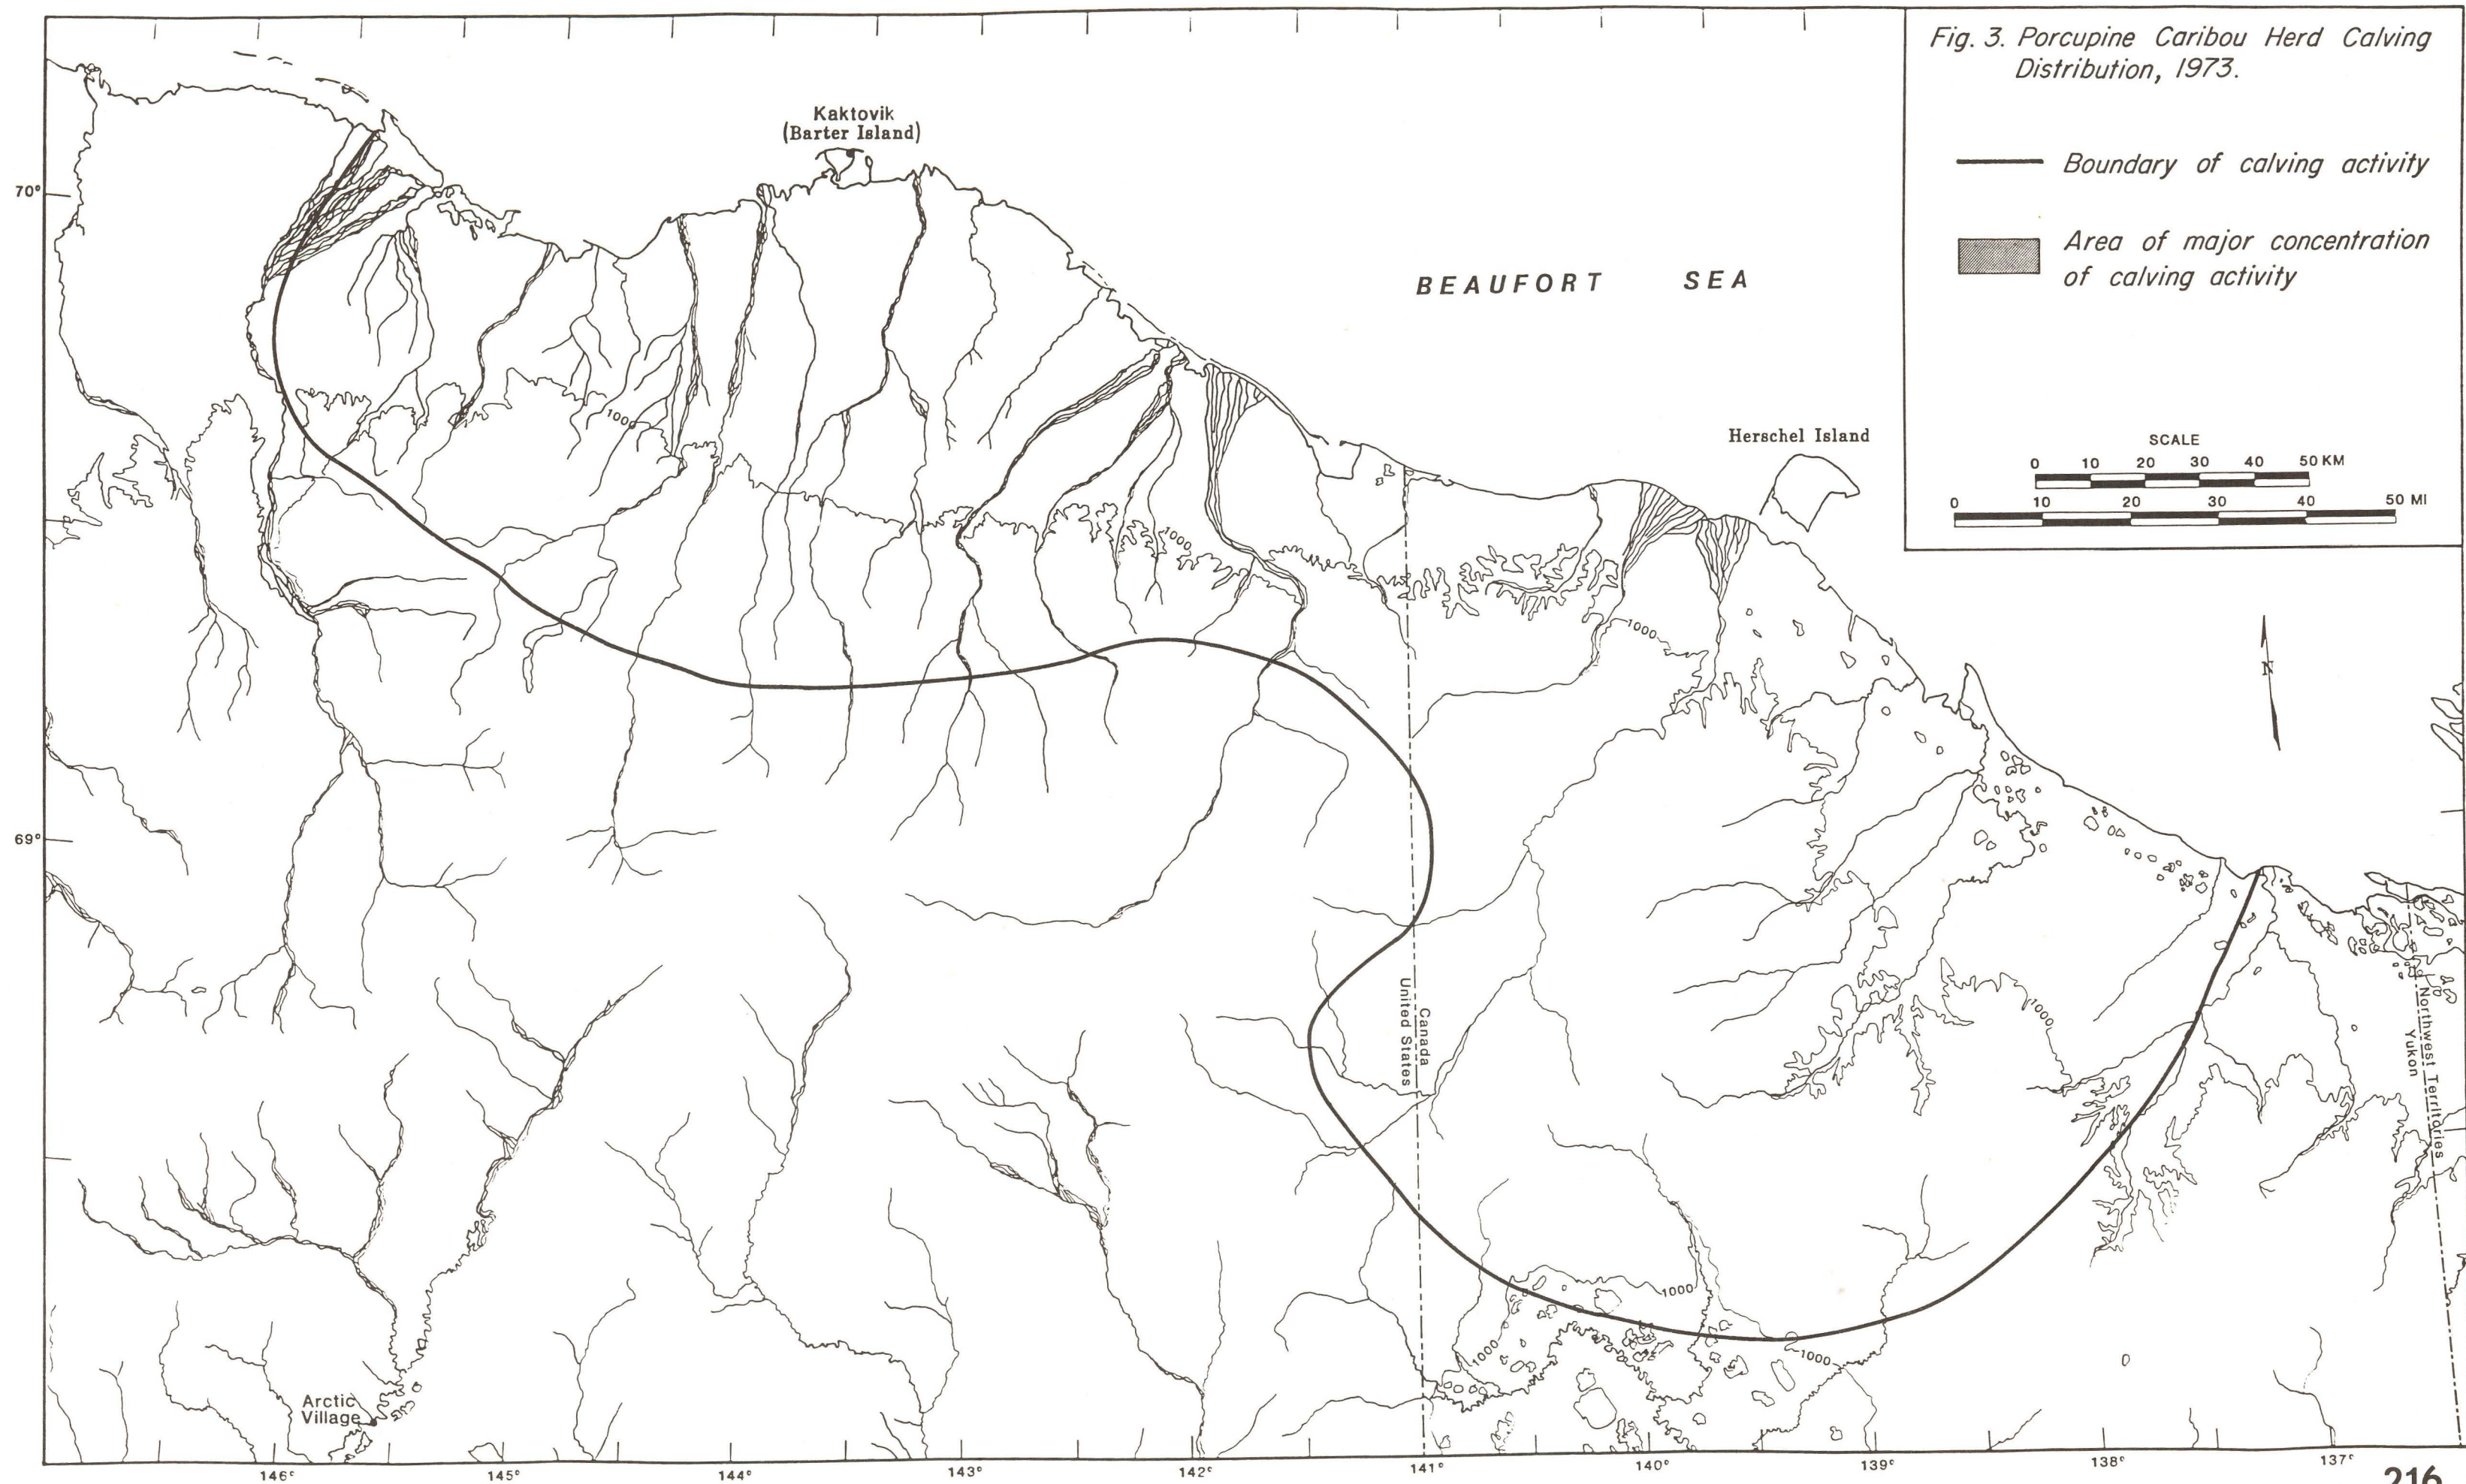 Fig. 3. Porcupine Caribou Herd Calving
Distribution, 1973.
Boundary of calving activity
Area of major concentration
of calving activity
SCALE
0 10 20 30 40 50 KM
0 10 20 30 40 50 MI
Kaktovik
(Barter Island)
70°
BEAUFORT SEA
Herschel Island
1000
1000
N
1000
69°
Canada
United States
1000
Northwest Territories
Yukon
1000
1000
1000
Arctic
Village
146° 145° 144° 143° 142° 141° 140° 139° 138° 137°
216